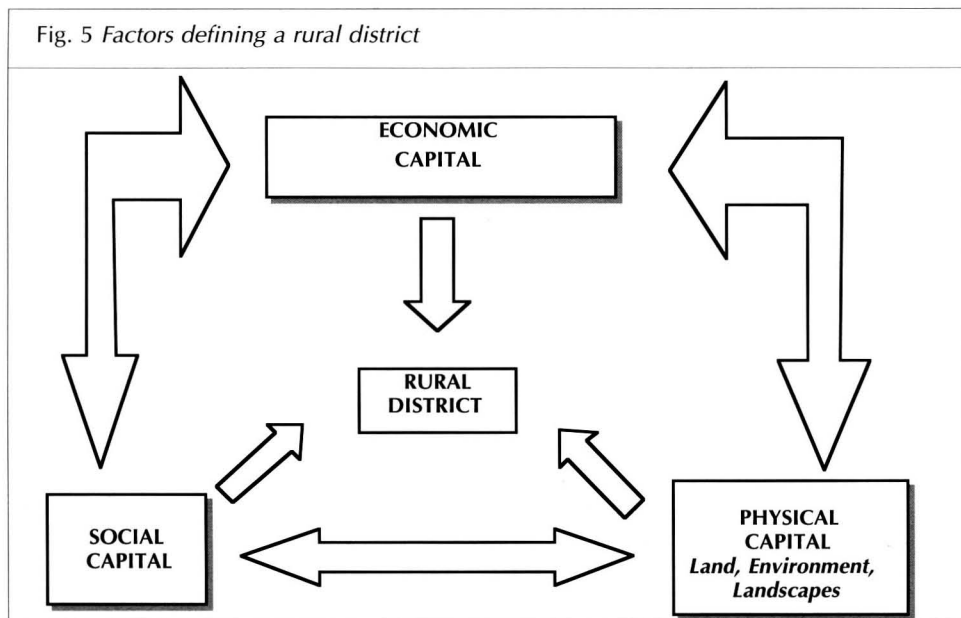 Fig. 5 Factors defining a rural district
ECONOMIC
CAPITAL
RURAL
DISTRICT
SOCIAL
CAPITAL
PHYSICAL
CAPITAL
Land, Environment,
Landscapes